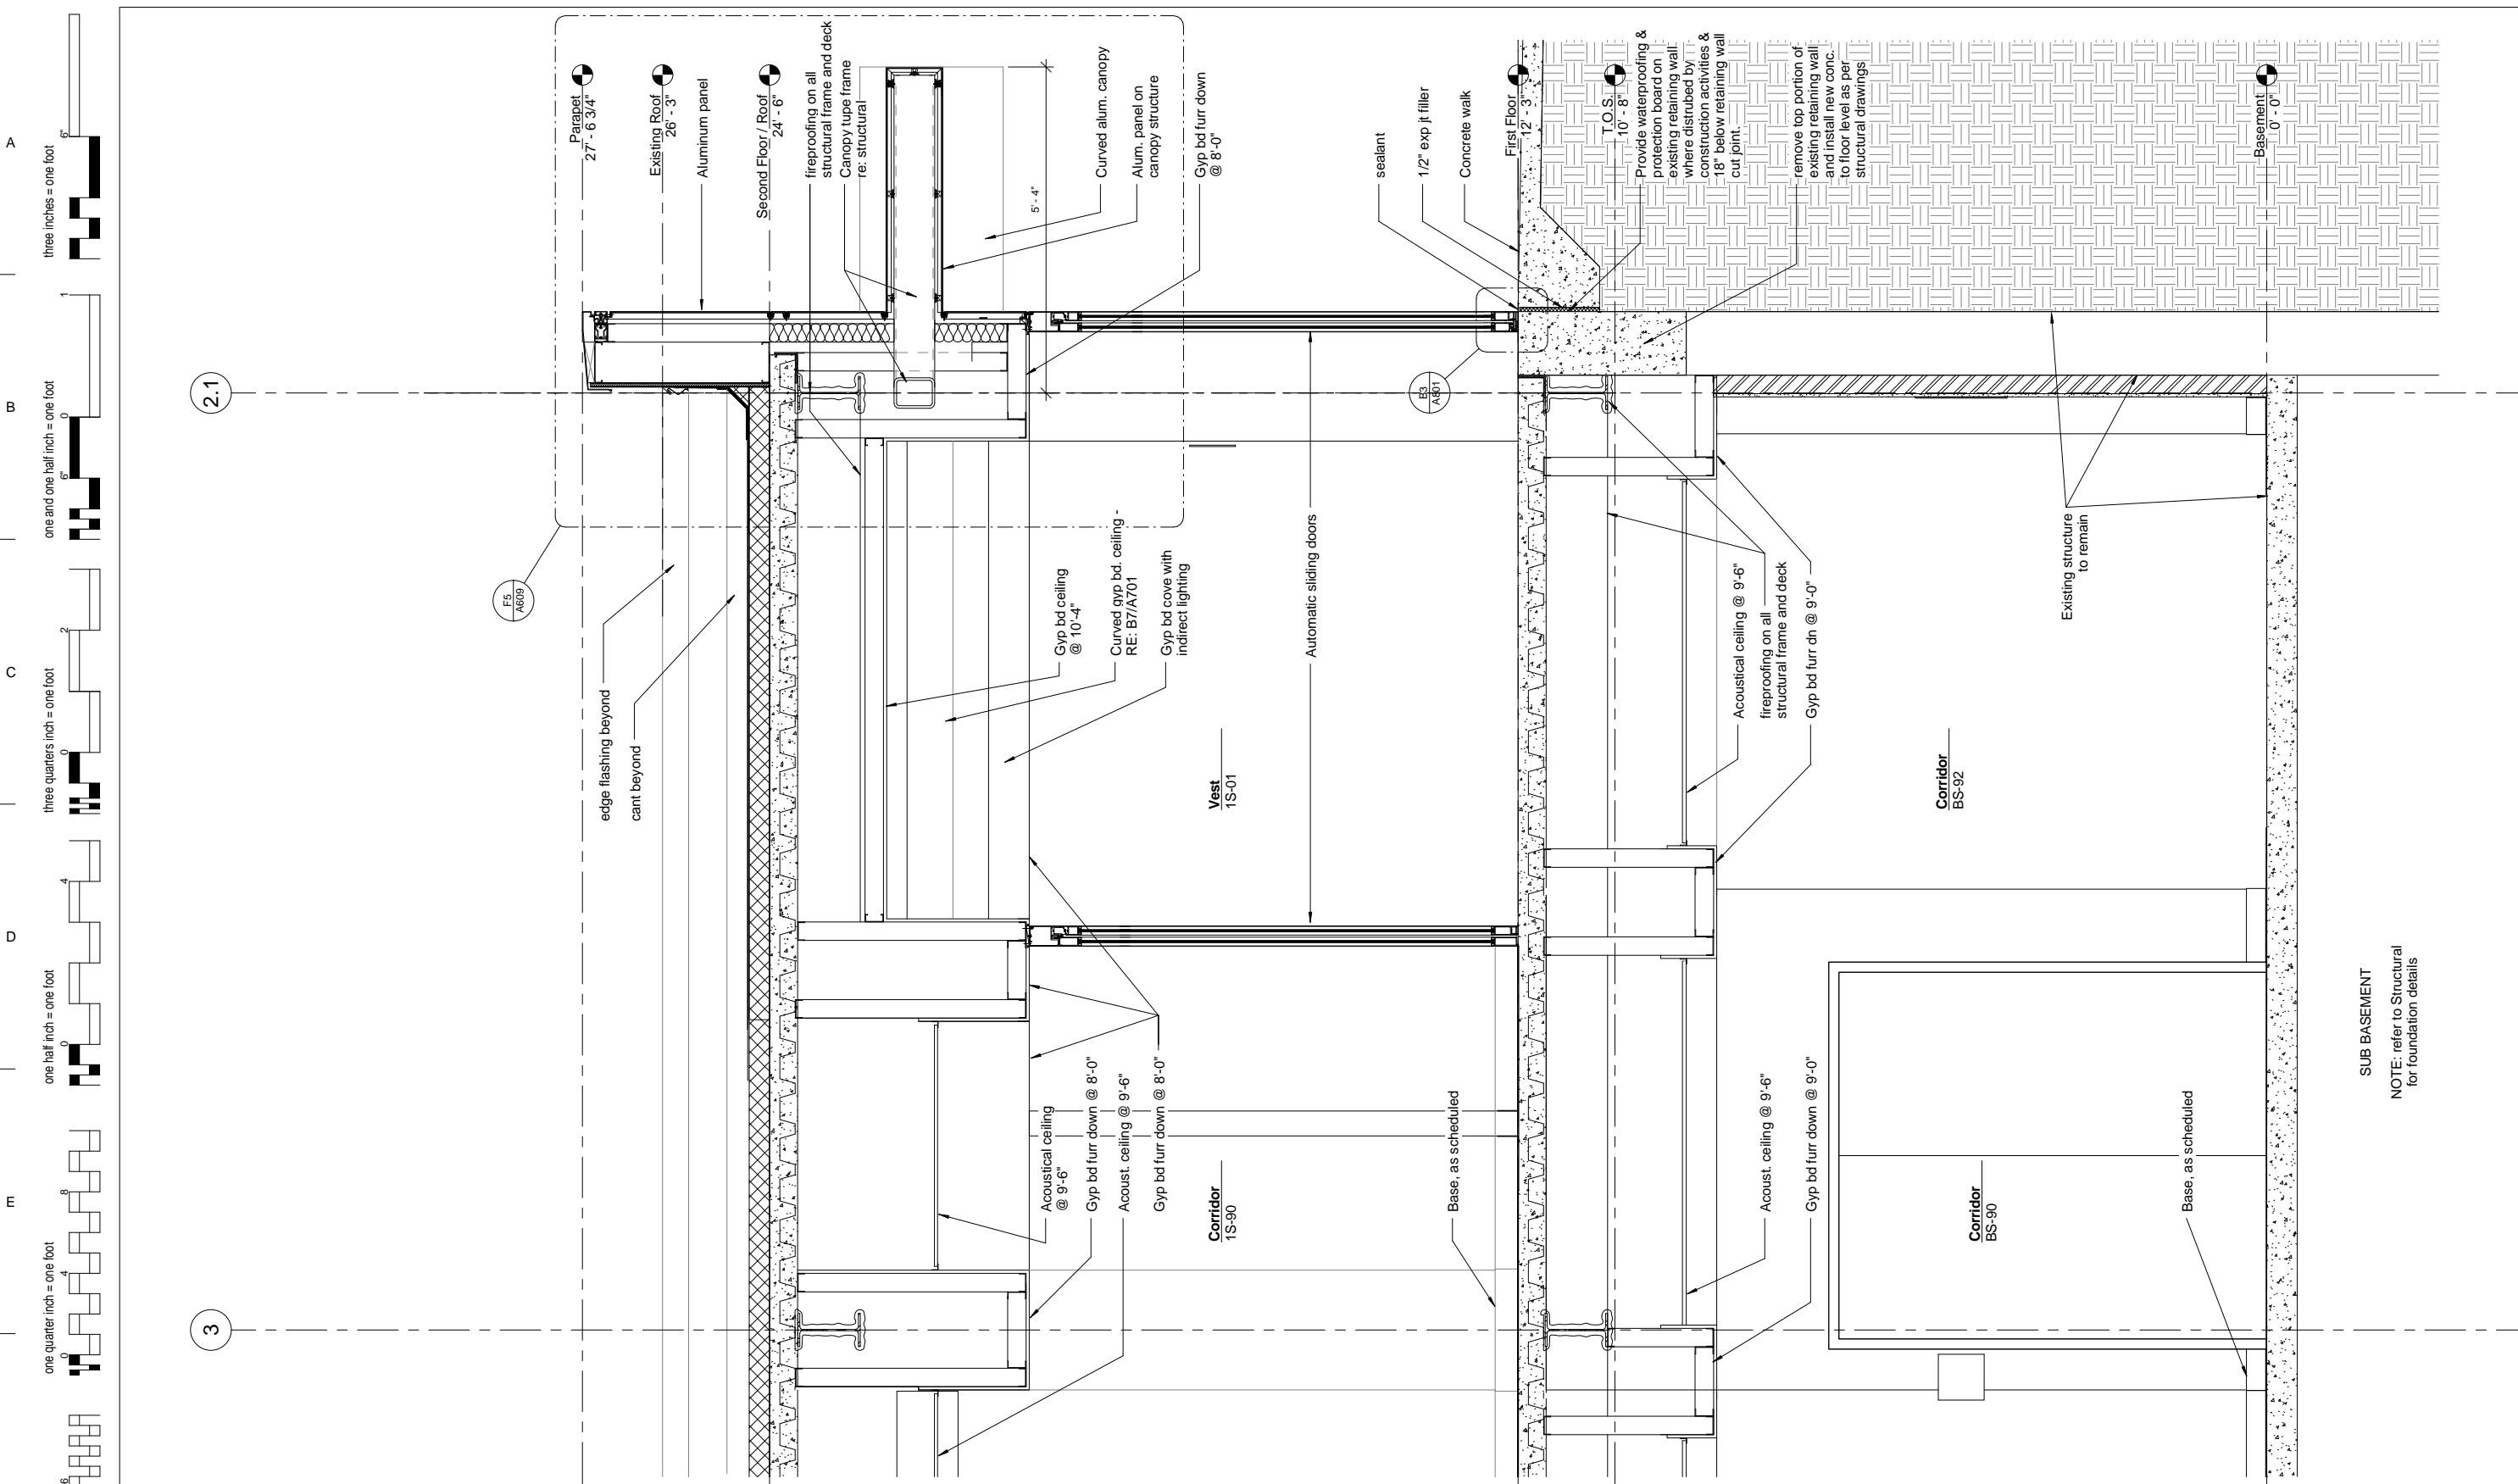 A
B
C
D
E
three inches = one foot
6"
one and one half inch = one foot
6"
0
1
three quarters inch = one foot
0
2
one half inch = one foot
0
4
one quarter inch = one foot
0
4
8
6
2.1
3
Parapet
27' - 6 3/4"
Existing Roof
26' - 3"
Aluminum panel
Second Floor / Roof
24' - 6"
fireproofing on all
structural frame and deck
Canopy tupe frame
re: structural
5' - 4"
Curved alum. canopy
Alum. panel on
canopy structure
Gyp bd furr down
@ 8'-0"
sealant
1/2" exp jt filler
Concrete walk
First Floor
12' - 3"
T.O.S.
10' - 8"
Provide waterproofing &
protection board on
existing retaining wall
where distrubed by
construction activities &
18" below retaining wall
cut joint.
remove top portion of
existing retaining wall
and install new conc.
to floor level as per
structural drawings
Basement
0' - 0"
F5
A609
B3
A801
edge flashing beyond
cant beyond
Gyp bd ceiling
@ 10'-4"
Curved gyp bd. ceiling -
RE: B7/A701
Gyp bd cove with
indirect lighting
Automatic sliding doors
Vest
1S-01
Acoustical ceiling @ 9'-6"
fireproofing on all
structural frame and deck
Gyp bd furr dn @ 9'-0"
Existing structure
to remain
Corridor
BS-92
Acoustical ceiling
@ 9'-6"
Gyp bd furr down @ 8'-0"
Acoust. ceiling @ 9'-6"
Gyp bd furr down @ 8'-0"
Corridor
1S-90
Base, as scheduled
Acoust. ceiling @ 9'-6"
Gyp bd furr down @ 9'-0"
Corridor
BS-90
Base, as scheduled
SUB BASEMENT
NOTE: refer to Structural
for foundation details